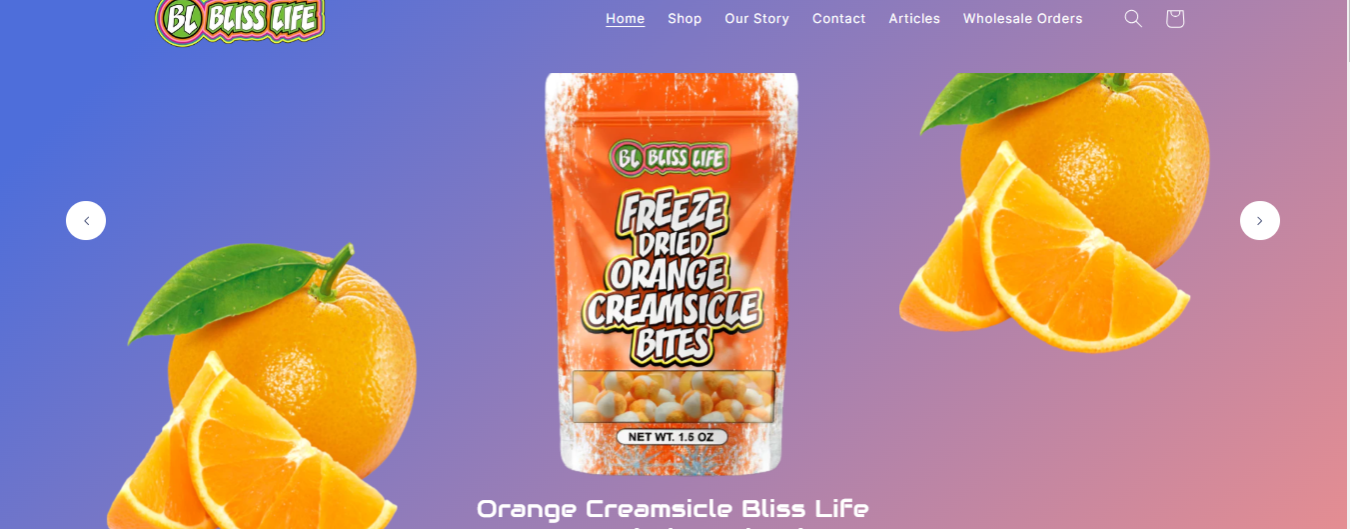 BL BLISS LIFE
Home Shop Our Story Contact Articles Wholesale Orders
BL BLISS LIFE
FREEZE
DRIED
ORANGE
CREAMSICLE
BITES
NET WT. 1.5 OZ
Orange Creamsicle Bliss Life